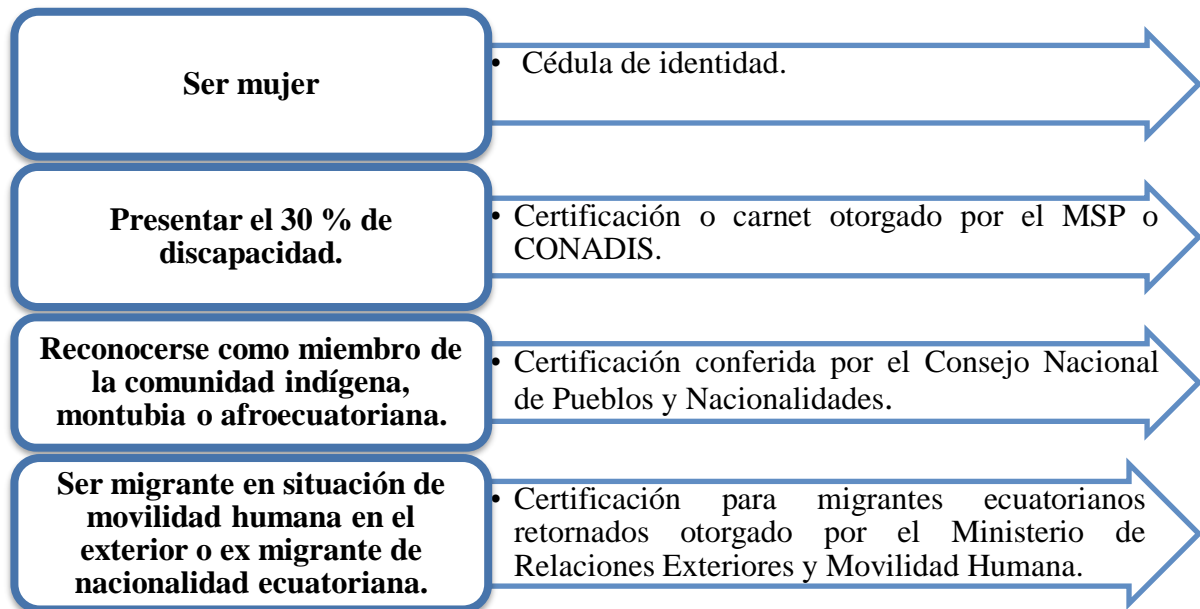 Ser mujer
• Cédula de identidad.
Presentar el 30 % de
discapacidad.
• Certificación o carnet otorgado por el MSP o
CONADIS.
Reconocerse como miembro de
la comunidad indígena,
montubia o afroecuatoriana.
• Certificación conferida por el Consejo Nacional
de Pueblos y Nacionalidades.
Ser migrante en situación de
movilidad humana en el
exterior o ex migrante de
nacionalidad ecuatoriana.
• Certificación para migrantes ecuatorianos
retornados otorgado por el Ministerio de
Relaciones Exteriores y Movilidad Humana.